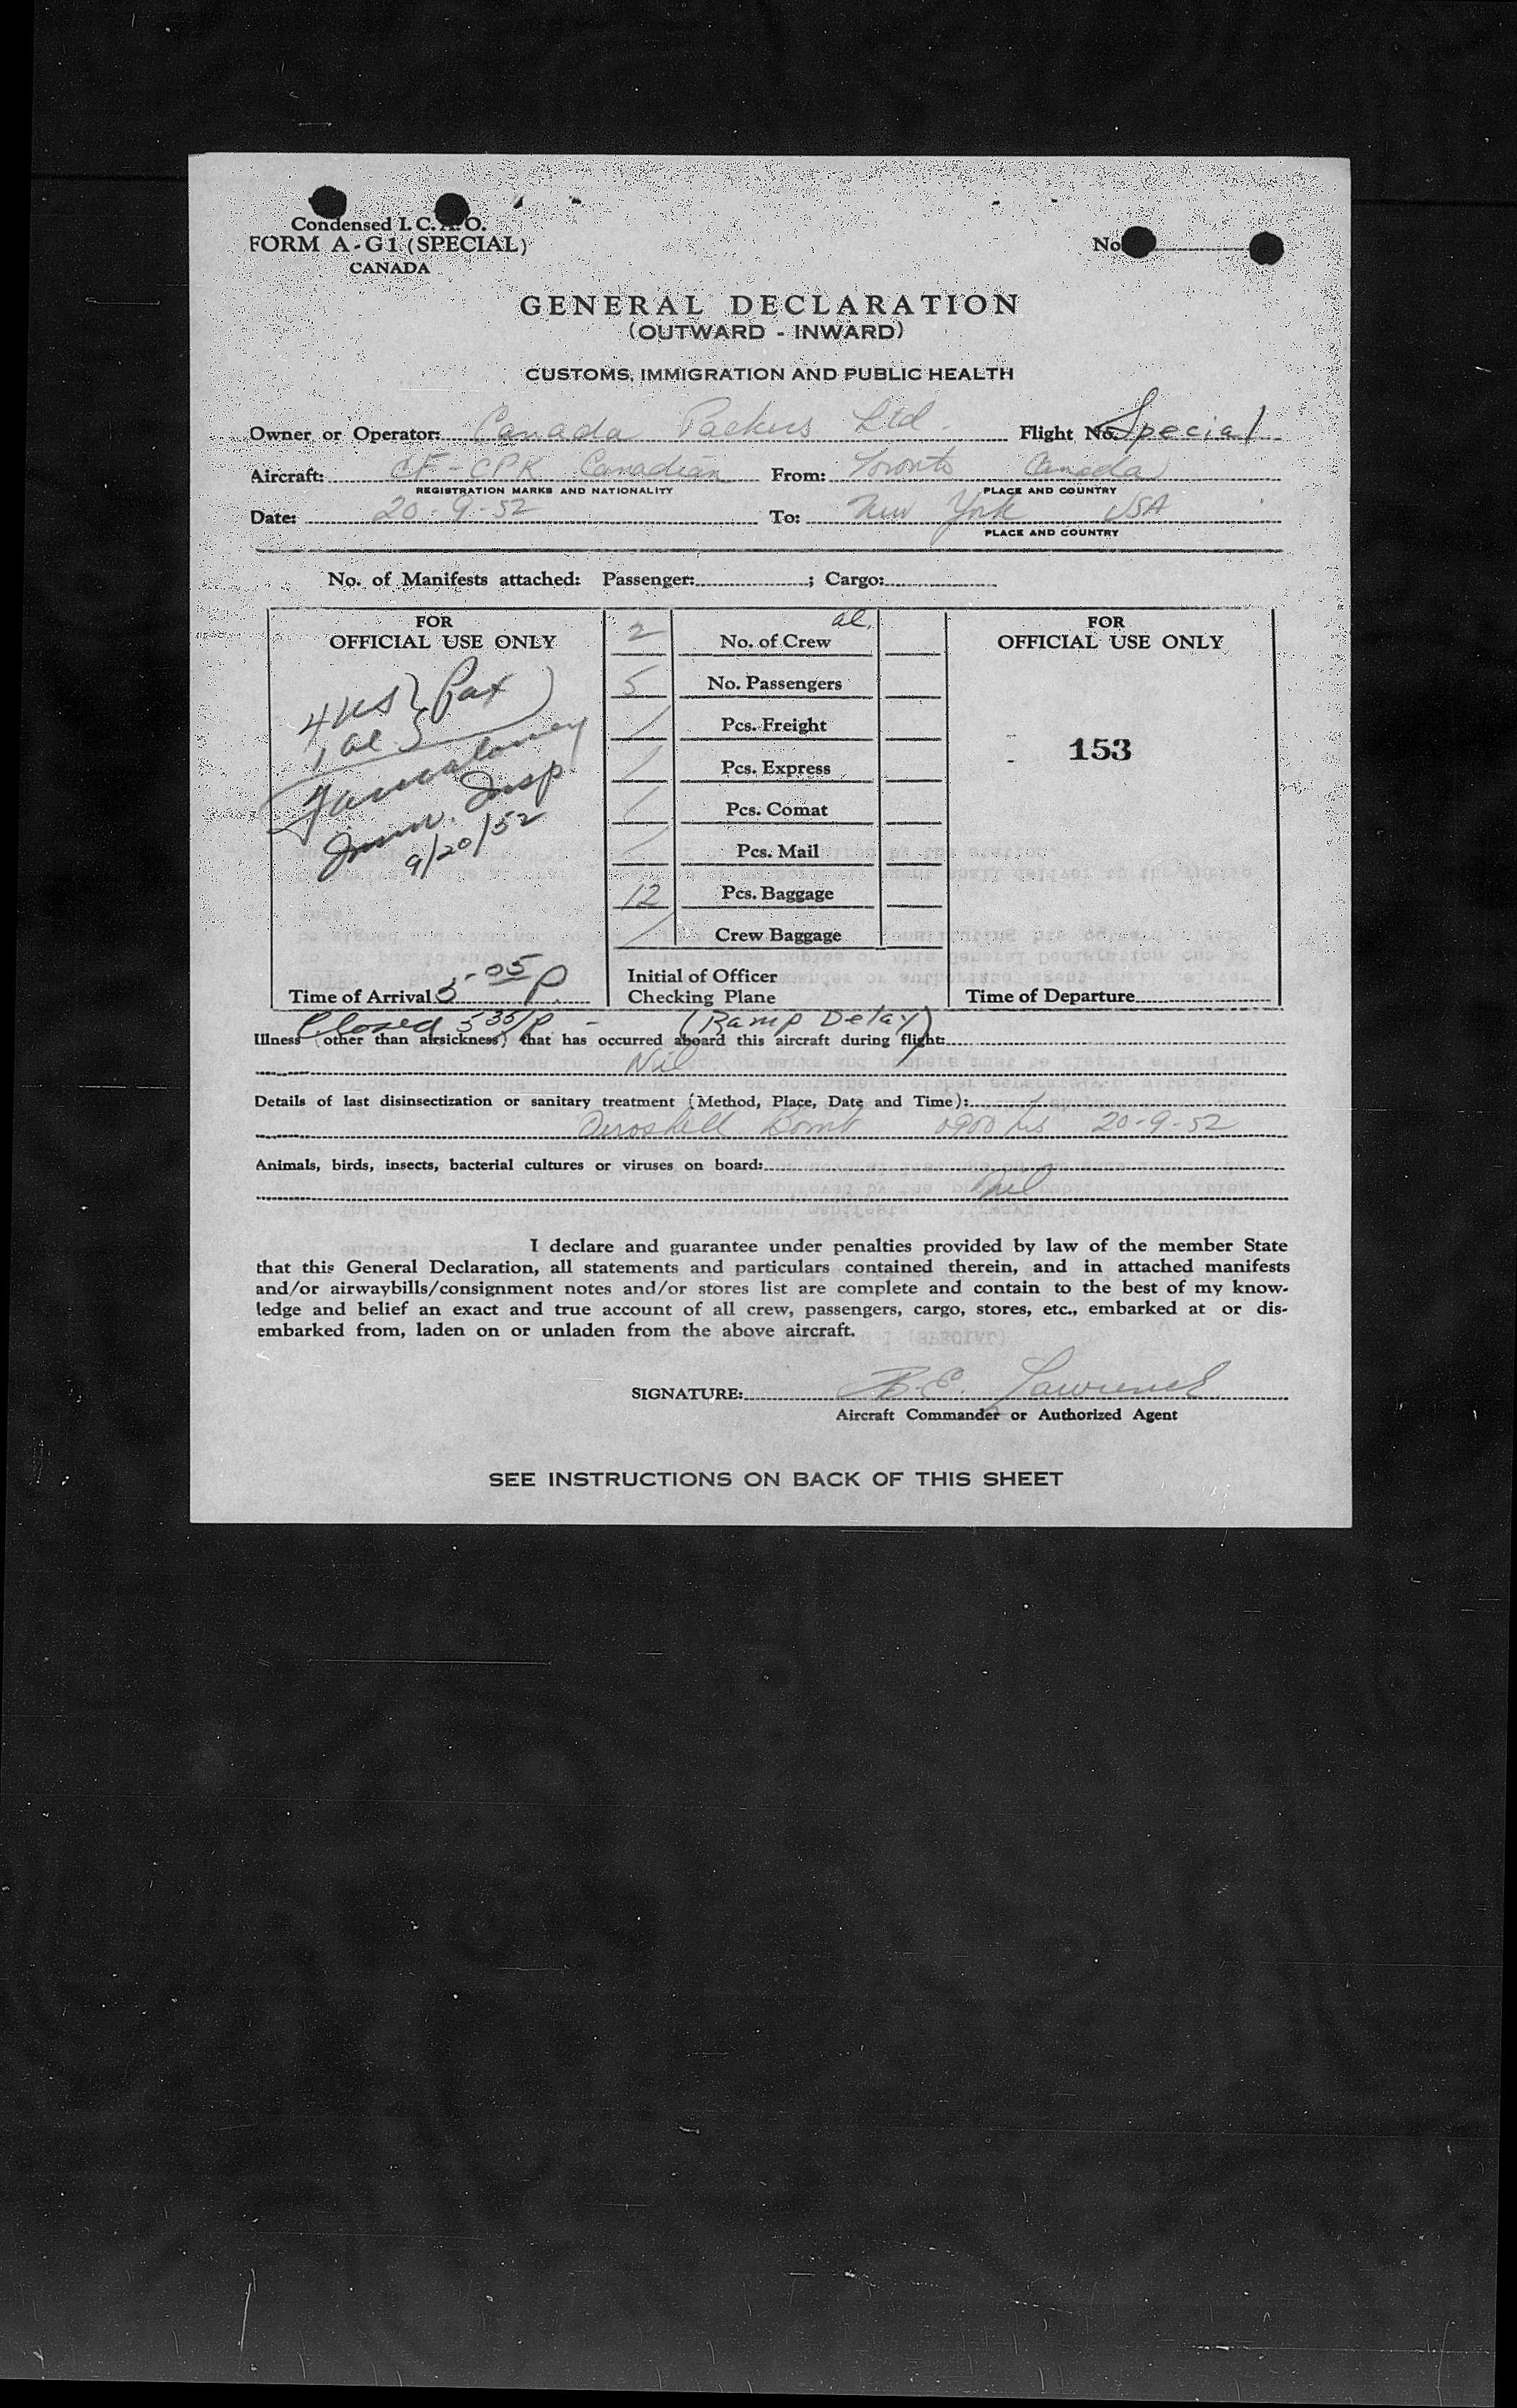 Condensed I. C. A. O.
FORM A - G1 (SPECIAL)
CANADA
No
GENERAL DECLARATION
(OUTWARD - INWARD)
CUSTOMS, IMMIGRATION AND PUBLIC HEALTH
Owner or Operator: Canada Packers Ltd Flight No. Special
Aircraft: CF-CPK Canadian From: Toronto Canada
REGISTRATION MARKS AND NATIONALITY PLACE AND COUNTRY
Date: 20-9-52 To: New York USA
PLACE AND COUNTRY
No. of Manifests attached: Passenger: ; Cargo:
FOR
OFFICIAL USE ONLY
4 US } Pax
1 al
Imm. Insp
9/20/52
Time of Arrival 5-05 P.
2 No. of Crew al.
5 No. Passengers
/ Pcs. Freight
/ Pcs. Express
/ Pcs. Comat
/ Pcs. Mail
12 Pcs. Baggage
/ Crew Baggage
Initial of Officer
Checking Plane
FOR
OFFICIAL USE ONLY
153
Time of Departure
Closed 5 35/P - (Ramp Delay)
Illness (other than airsickness) that has occurred aboard this aircraft during flight:
Nil
Details of last disinsectization or sanitary treatment (Method, Place, Date and Time):
Aeroshell Bomb 0900 hrs 20-9-52
Animals, birds, insects, bacterial cultures or viruses on board:
Nil
I declare and guarantee under penalties provided by law of the member State
that this General Declaration, all statements and particulars contained therein, and in attached manifests
and/or airwaybills/consignment notes and/or stores list are complete and contain to the best of my know-
ledge and belief an exact and true account of all crew, passengers, cargo, stores, etc., embarked at or dis-
embarked from, laden on or unladen from the above aircraft.
SIGNATURE: R.E. Lawrence
Aircraft Commander or Authorized Agent
SEE INSTRUCTIONS ON BACK OF THIS SHEET